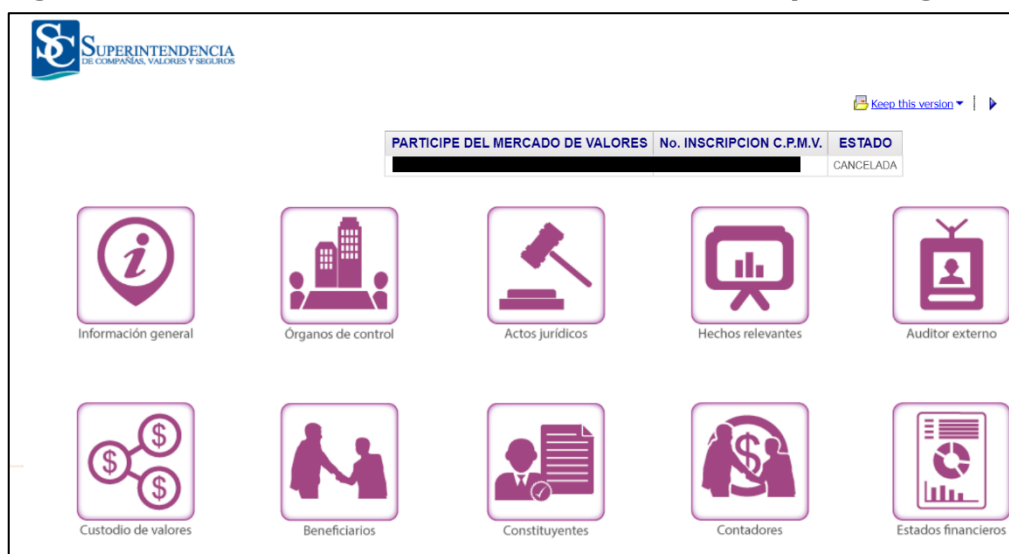 SC SUPERINTENDENCIA
DE COMPAÑÍAS, VALORES Y SEGUROS
Keep this version
PARTICIPE DEL MERCADO DE VALORES No. INSCRIPCION C.P.M.V. ESTADO
CANCELADA
Información general Órganos de control Actos jurídicos Hechos relevantes Auditor externo
Custodio de valores Beneficiarios Constituyentes Contadores Estados financieros